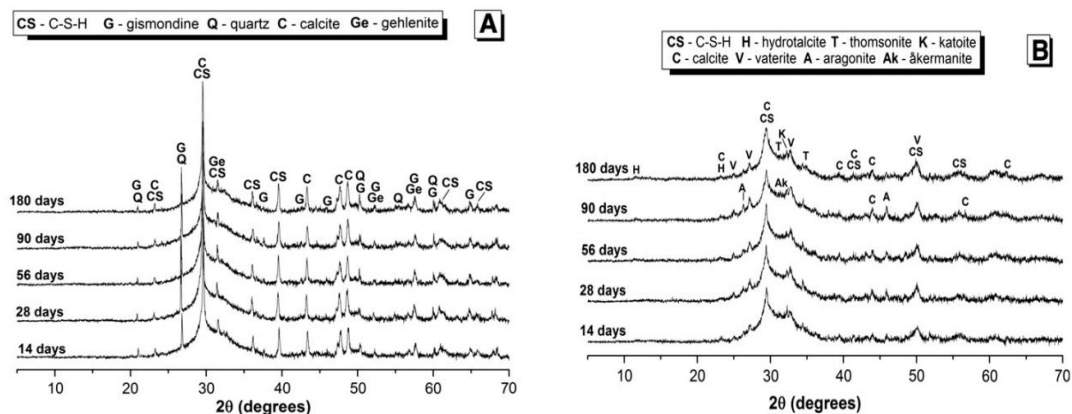 CS - C-S-H G - gismondine Q - quartz C - calcite Ge - gehlenite
A
C
CS
G
Q
G
Q
C
CS
Ge
CS
CS
G
CS
G
C
G
C
C
Q
G
G
Ge
Q
G
Ge
Q
G
CS
G
CS
180 days
90 days
56 days
28 days
14 days
10 20 30 40 50 60 70
2θ (degrees)
CS - C-S-H H - hydrotalcite T - thomsonite K - katoite
C - calcite V - vaterite A - aragonite Ak - åkermanite
B
C
CS
H
C
H
V
V
K
T
V
T
C
C
CS
C
V
CS
CS
C
180 days
A
Ak
C
A
C
90 days
56 days
28 days
14 days
10 20 30 40 50 60 70
2θ (degrees)